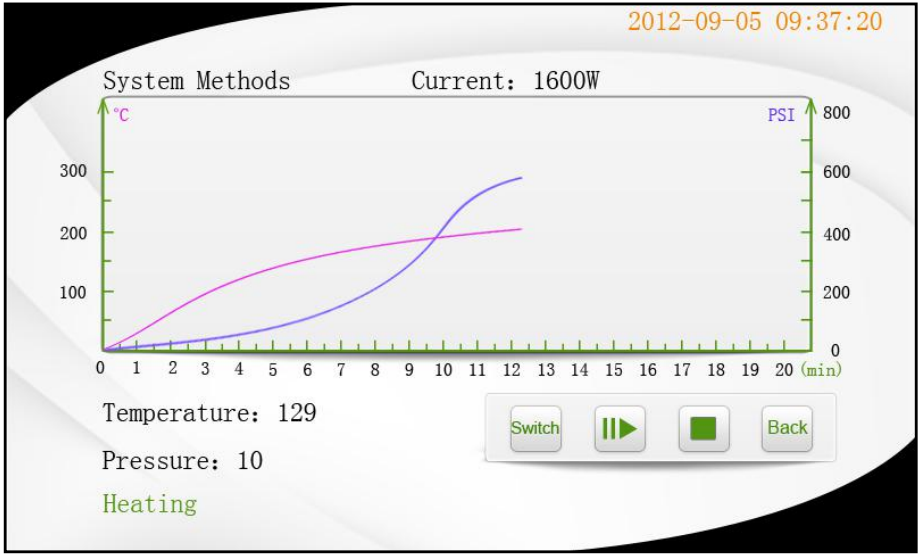 2012-09-05 09:37:20
System Methods Current: 1600W
°C PSI 800
300 600
200 400
100 200
0
0 1 2 3 4 5 6 7 8 9 10 11 12 13 14 15 16 17 18 19 20 (min)
Temperature: 129
Switch Back
Pressure: 10
Heating